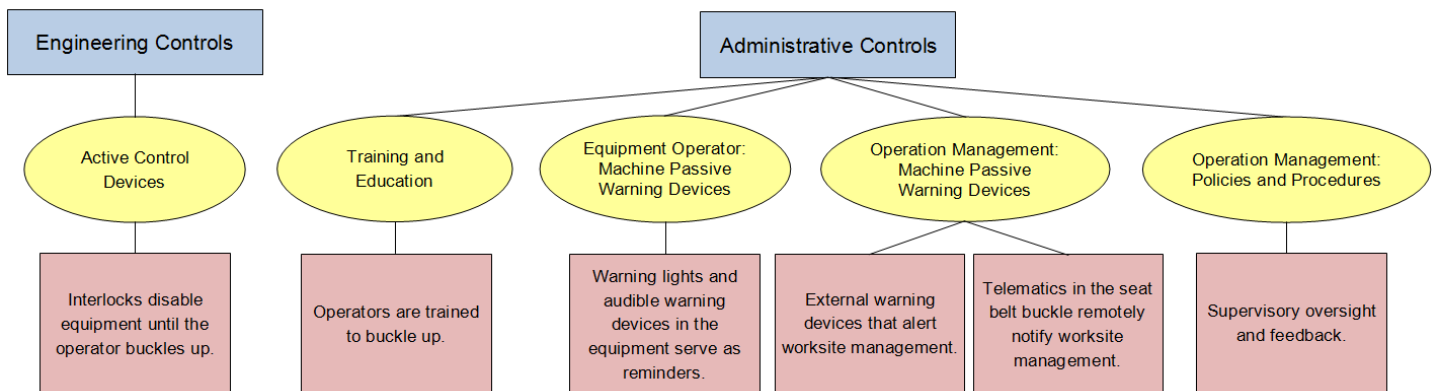 Engineering Controls
Administrative Controls
Active Control
Devices
Training and
Education
Equipment Operator:
Machine Passive
Warning Devices
Operation Management:
Machine Passive
Warning Devices
Operation Management:
Policies and Procedures
Interlocks disable
equipment until the
operator buckles up.
Operators are trained
to buckle up.
Warning lights and
audible warning
devices in the
equipment serve as
reminders.
External warning
devices that alert
worksite management.
Telematics in the seat
belt buckle remotely
notify worksite
management.
Supervisory oversight
and feedback.